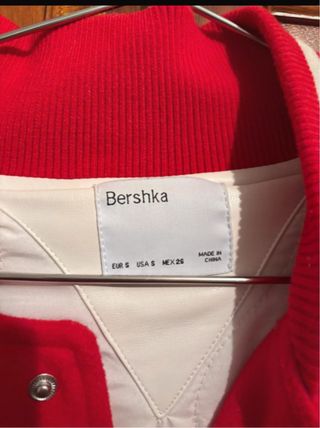 Bershka
EUR S USA S MEX 26 MADE IN
CHINA